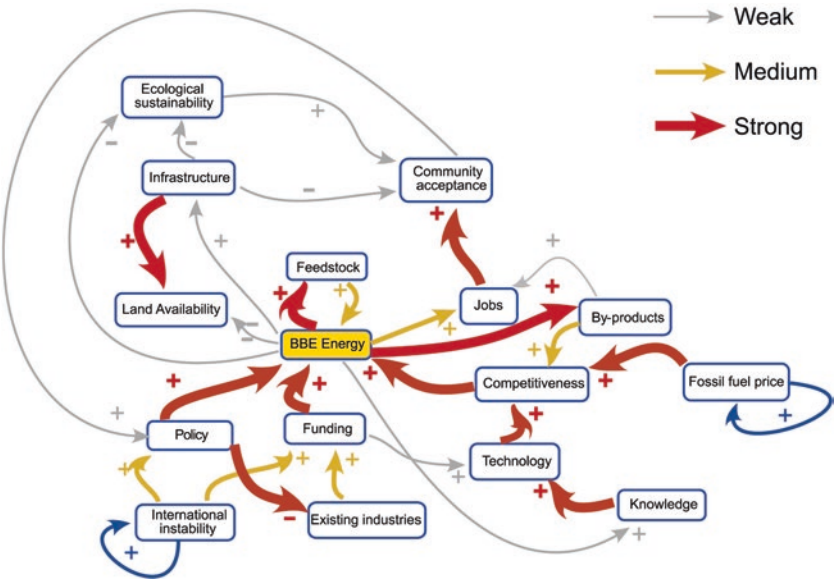 Weak
Medium
Strong
Ecological
sustainability
+
−
−
Infrastructure
−
Community
acceptance
+
+
+
+
Feedstock
+
+
+
Land Availability
−
−
Jobs
+
By-products
BBE Energy
+
+
+
+
Competitiveness
+
Fossil fuel price
+
+
Policy
Funding
+
+
+
+
+
Technology
+
+
International
instability
−
Existing industries
Knowledge
+
+